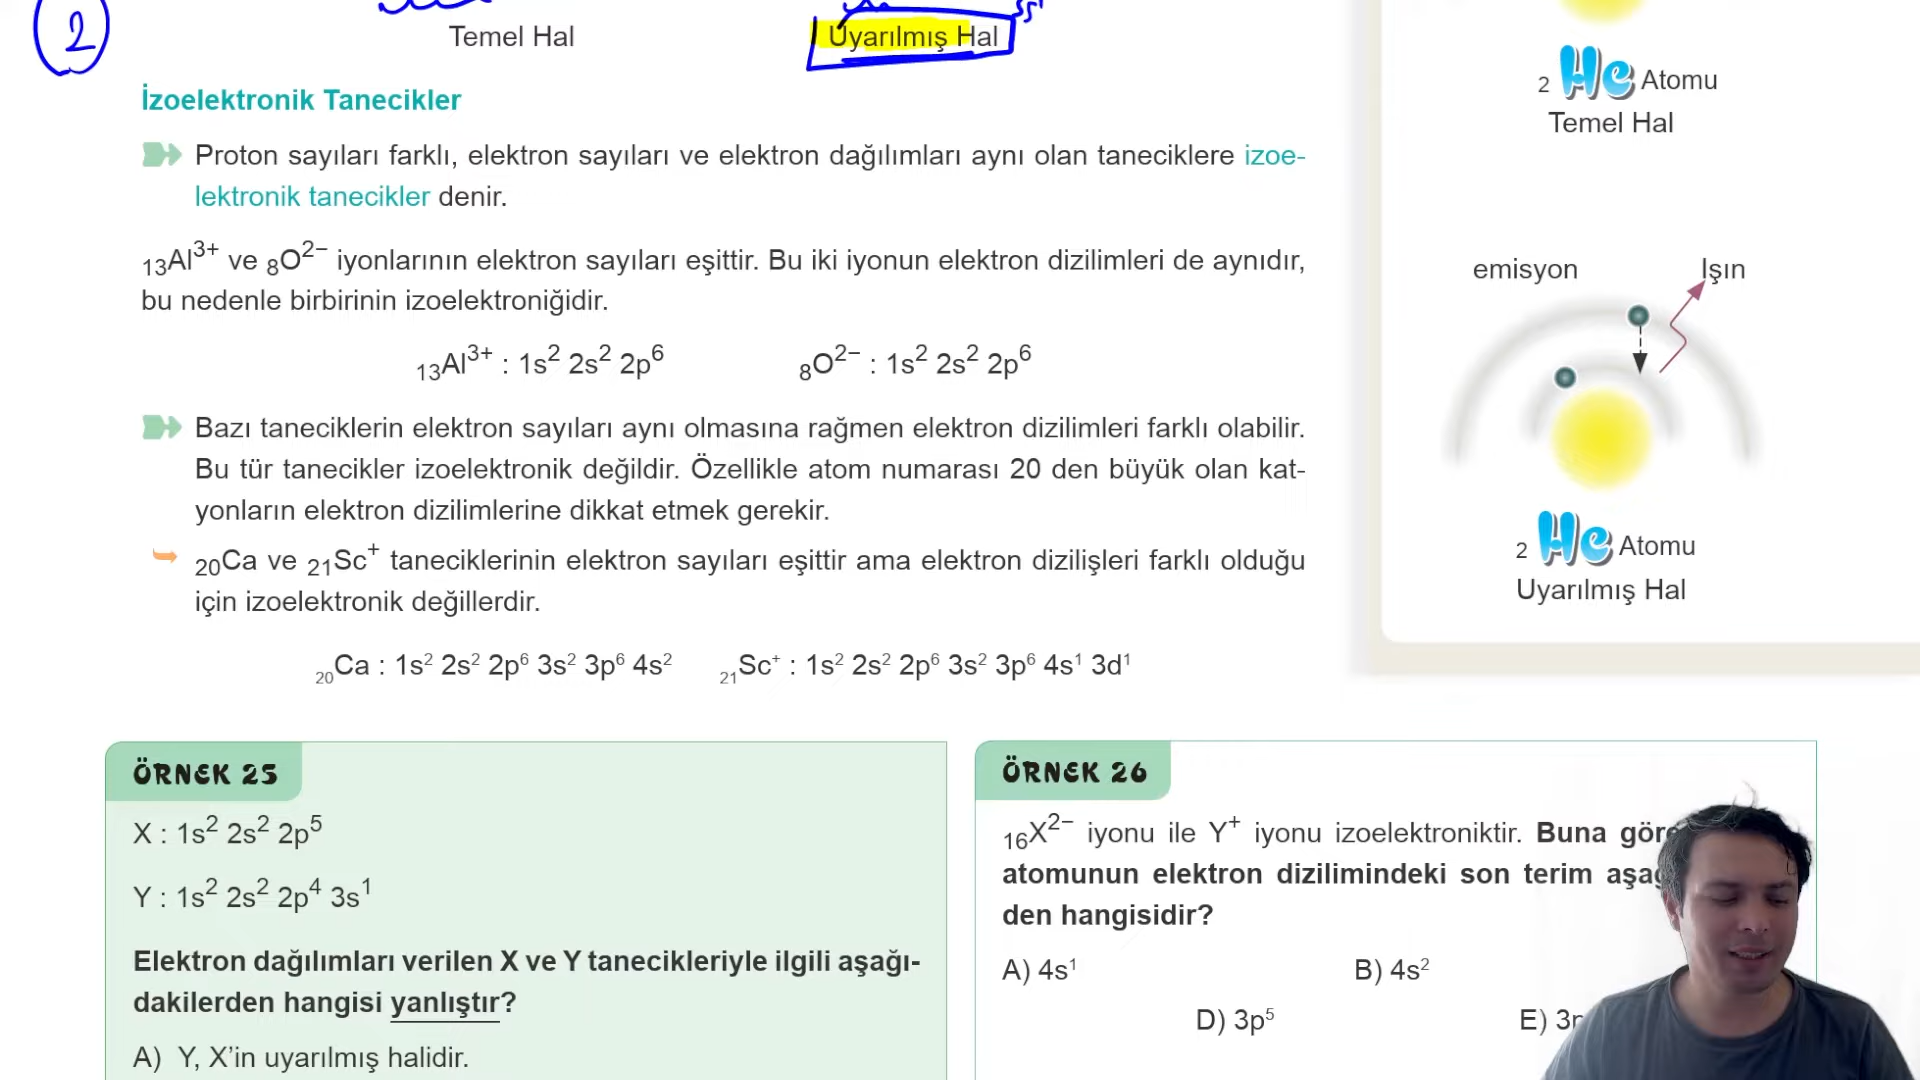 2
Temel Hal
Uyarılmış Hal
2 He Atomu
Temel Hal
İzoelektronik Tanecikler
Proton sayıları farklı, elektron sayıları ve elektron dağılımları aynı olan taneciklere izoe-
lektronik tanecikler denir.
₁₃Al³⁺ ve ₈O²⁻ iyonlarının elektron sayıları eşittir. Bu iki iyonun elektron dizilimleri de aynıdır,
bu nedenle birbirinin izoelektroniğidir.
₁₃Al³⁺ : 1s² 2s² 2p⁶ ₈O²⁻ : 1s² 2s² 2p⁶
emisyon Işın
Bazı taneciklerin elektron sayıları aynı olmasına rağmen elektron dizilimleri farklı olabilir.
Bu tür tanecikler izoelektronik değildir. Özellikle atom numarası 20 den büyük olan kat-
yonların elektron dizilimlerine dikkat etmek gerekir.
₂₀Ca ve ₂₁Sc⁺ taneciklerinin elektron sayıları eşittir ama elektron dizilişleri farklı olduğu
için izoelektronik değillerdir.
2 He Atomu
Uyarılmış Hal
₂₀Ca : 1s² 2s² 2p⁶ 3s² 3p⁶ 4s² ₂₁Sc⁺ : 1s² 2s² 2p⁶ 3s² 3p⁶ 4s¹ 3d¹
ÖRNEK 25
X : 1s² 2s² 2p⁵
Y : 1s² 2s² 2p⁴ 3s¹
Elektron dağılımları verilen X ve Y tanecikleriyle ilgili aşağı-
dakilerden hangisi yanlıştır?
A) Y, X'in uyarılmış halidir.
ÖRNEK 26
₁₆X²⁻ iyonu ile Y⁺ iyonu izoelektroniktir. Buna
atomunun elektron dizilimindeki son terim
den hangisidir?
A) 4s¹ B) 4s²
D) 3p⁵ E)